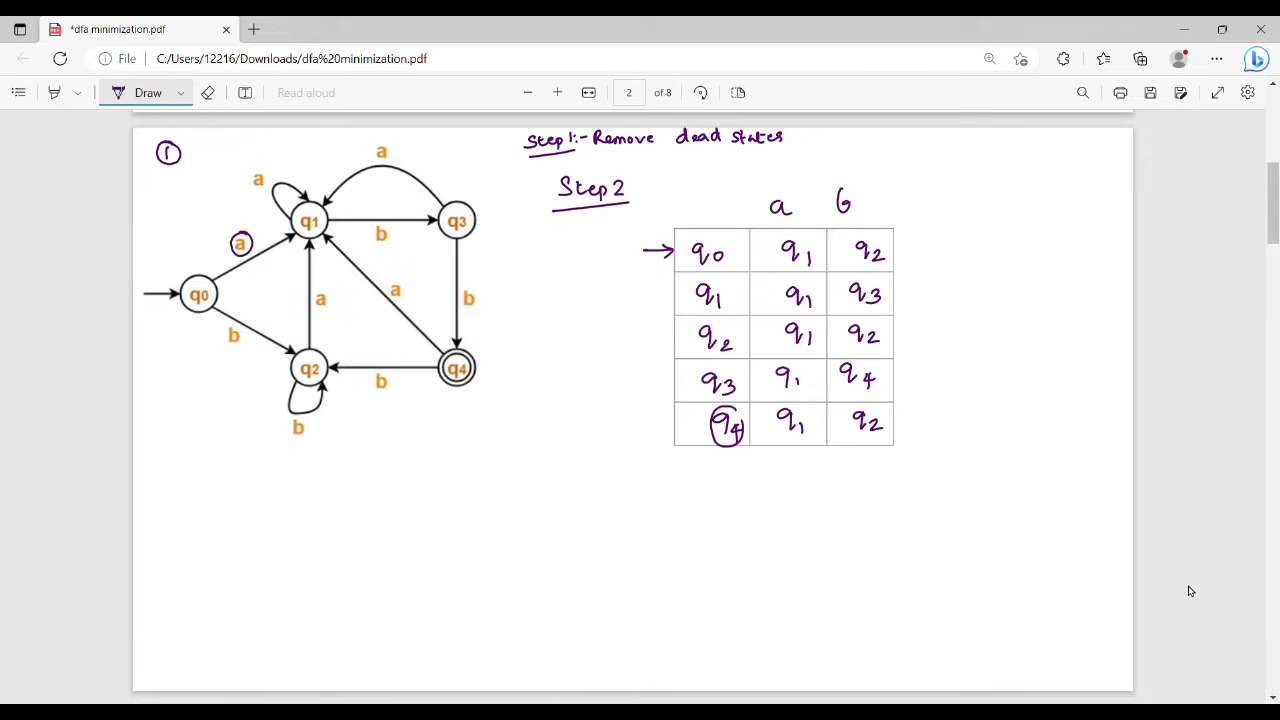 *dfa minimization.pdf
File C:/Users/12216/Downloads/dfa%20minimization.pdf
Draw Read aloud 2 of 8
Step 1:- Remove dead states
1
Step 2
a
a
a
q1
b
q3
a
q0
a
a
b
b
q2
b
q4
b
a b
→ q0 q1 q2
q1 q1 q3
q2 q1 q2
q3 q1 q4
q4 q1 q2